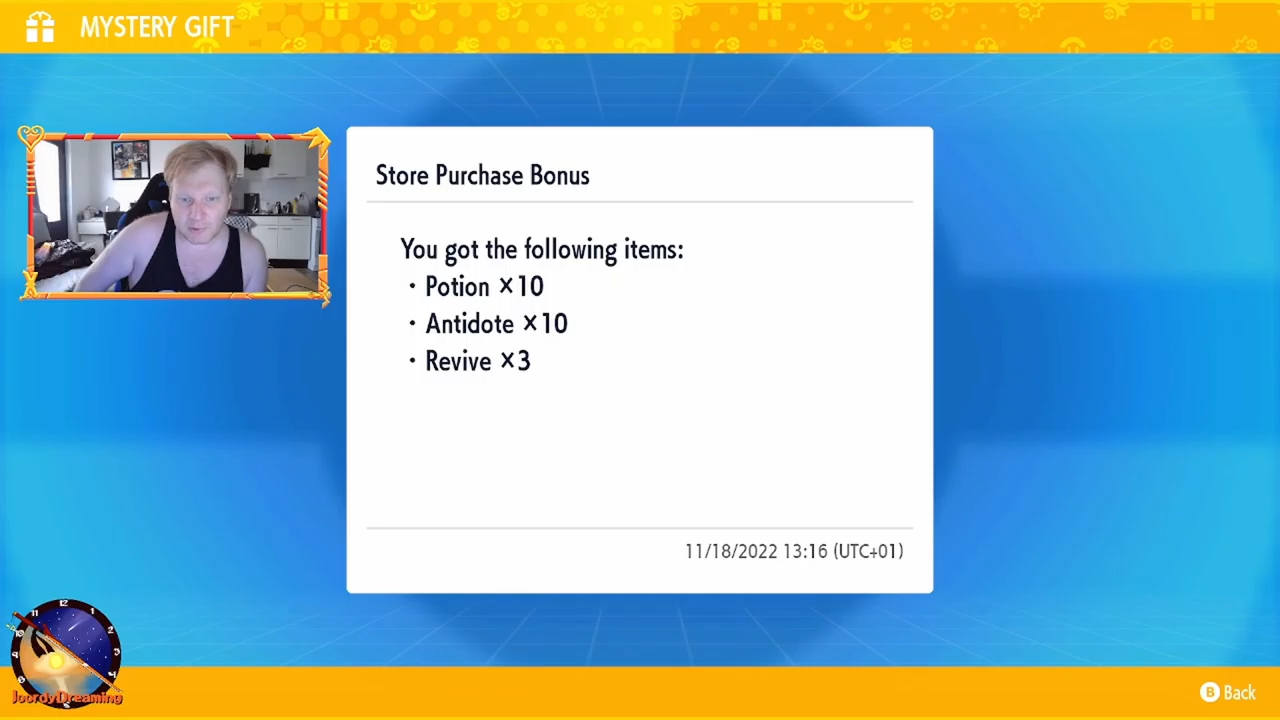 MYSTERY GIFT
Store Purchase Bonus
You got the following items:
・Potion ×10
・Antidote ×10
・Revive ×3
11/18/2022 13:16 (UTC+01)
JoordyDreaming
B Back